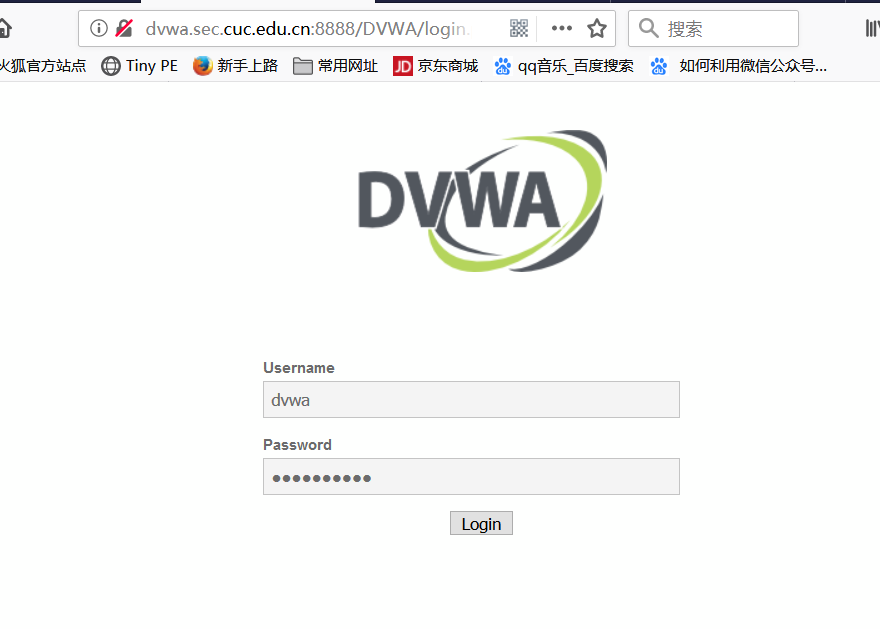 dvwa.sec.cuc.edu.cn:8888/DVWA/login. 搜索
火狐官方站点 Tiny PE 新手上路 常用网址 JD 京东商城 qq音乐_百度搜索 如何利用微信公众号...
DVWA
Username
dvwa
Password
●●●●●●●●●●
Login